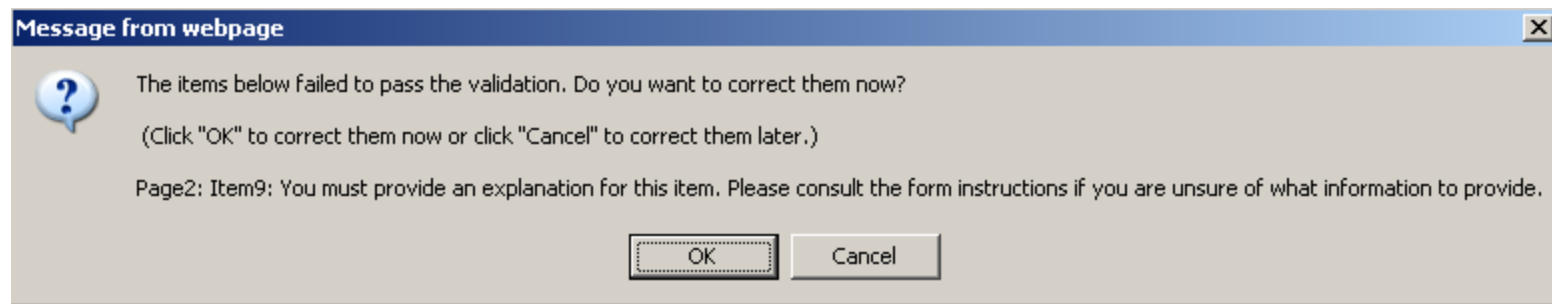 Message from webpage
The items below failed to pass the validation. Do you want to correct them now?
(Click "OK" to correct them now or click "Cancel" to correct them later.)
Page2: Item9: You must provide an explanation for this item. Please consult the form instructions if you are unsure of what information to provide.
OK Cancel